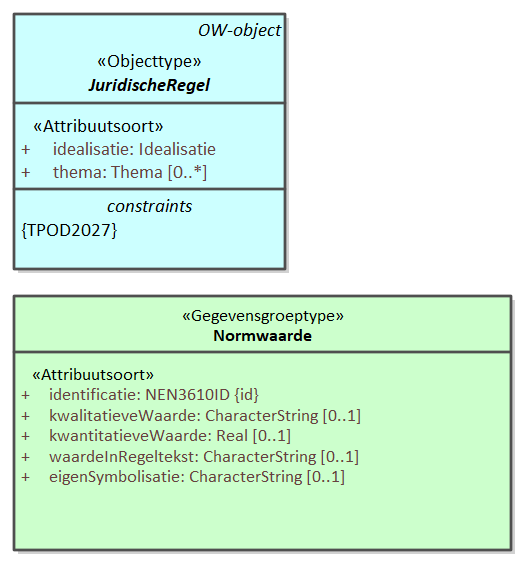 OW-object
«Objecttype»
JuridischeRegel
«Attribuutsoort»
+ idealisatie: Idealisatie
+ thema: Thema [0..*]
constraints
{TPOD2027}
«Gegevensgroeptype»
Normwaarde
«Attribuutsoort»
+ identificatie: NEN3610ID {id}
+ kwalitatieveWaarde: CharacterString [0..1]
+ kwantitatieveWaarde: Real [0..1]
+ waardeInRegeltekst: CharacterString [0..1]
+ eigenSymbolisatie: CharacterString [0..1]